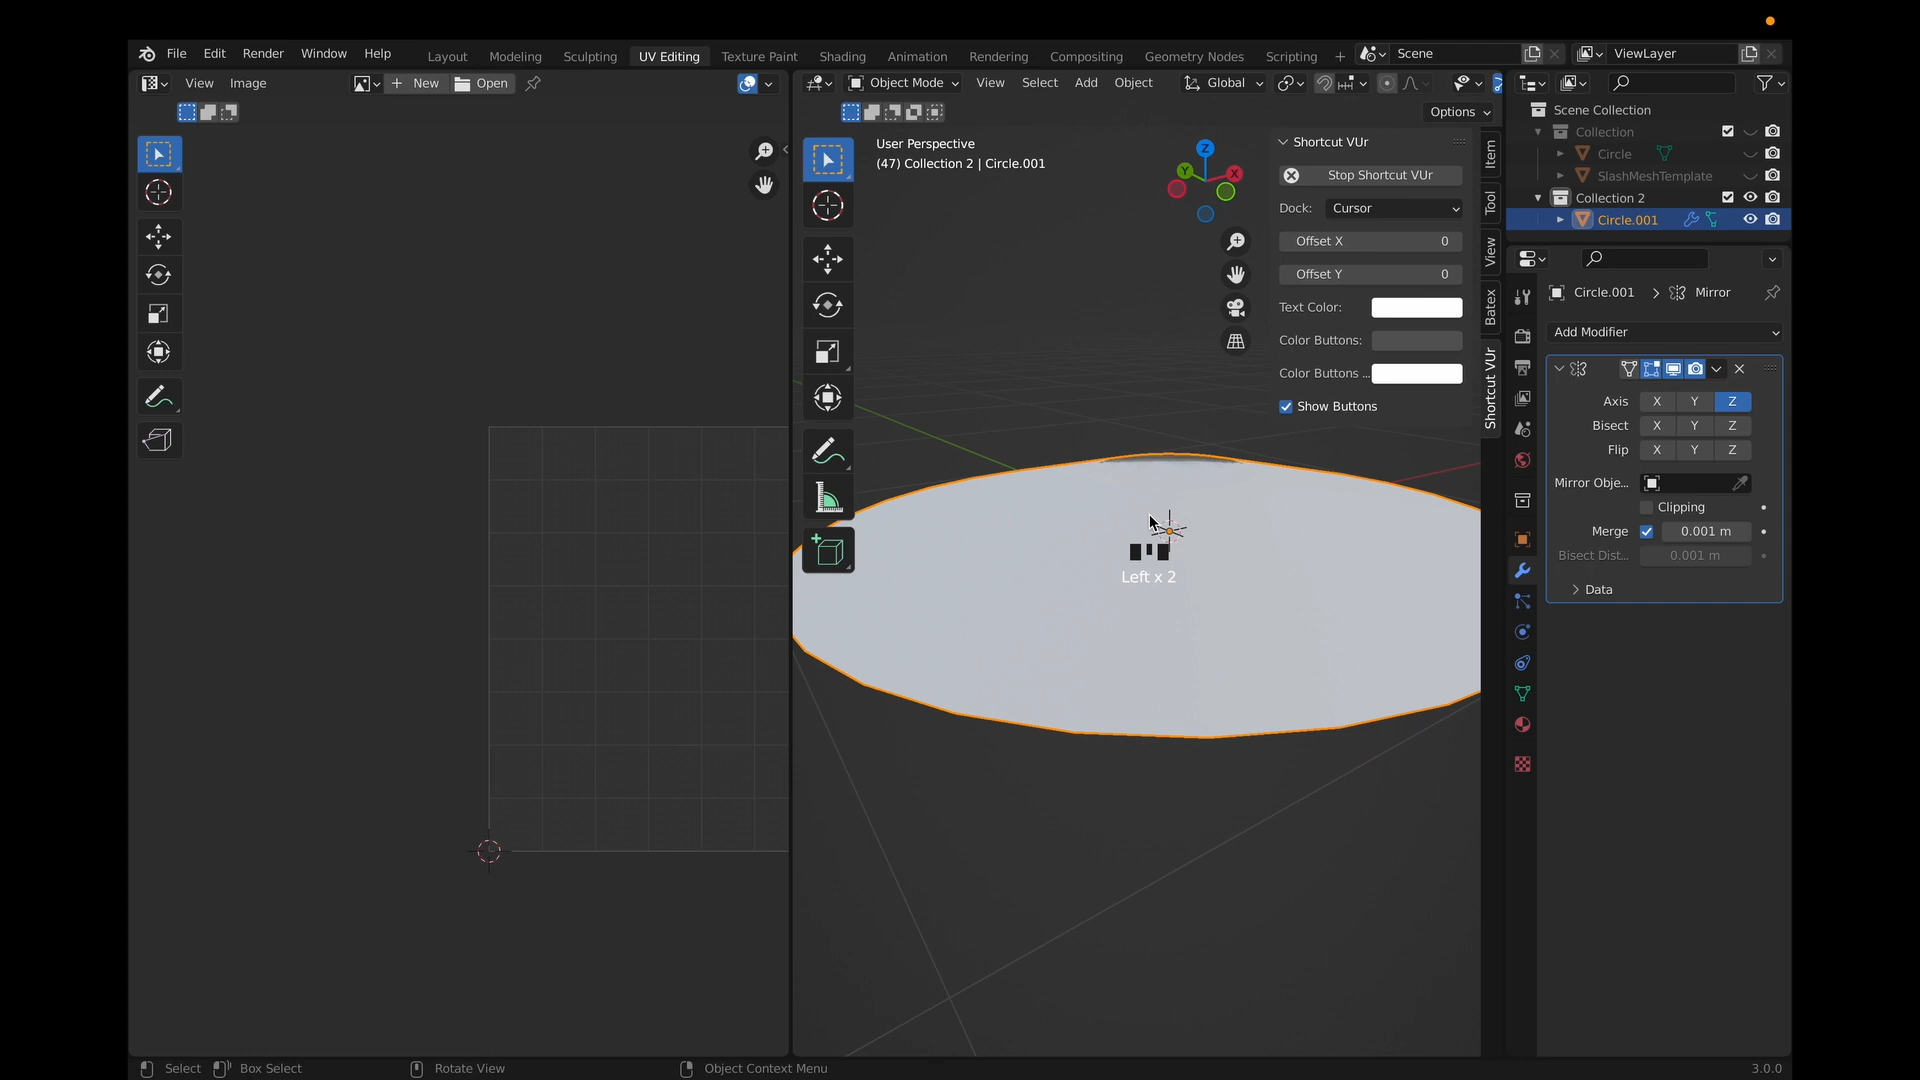 File Edit Render Window Help Layout Modeling Sculpting UV Editing Texture Paint Shading Animation Rendering Compositing Geometry Nodes Scripting + Scene ViewLayer
View Image + New Open Object Mode View Select Add Object Global
Options
User Perspective
(47) Collection 2 | Circle.001
Shortcut VUr
Stop Shortcut VUr
Dock: Cursor
Offset X 0
Offset Y 0
Text Color:
Color Buttons:
Color Buttons ...
Show Buttons
Item
Tool
View
Batex
Shortcut VUr
Z
Y
X
Left x 2
Scene Collection
Collection
Circle
SlashMeshTemplate
Collection 2
Circle.001
Circle.001 > Mirror
Add Modifier
Axis X Y Z
Bisect X Y Z
Flip X Y Z
Mirror Obje...
Clipping
Merge 0.001 m
Bisect Dist... 0.001 m
Data
Select Box Select Rotate View Object Context Menu 3.0.0